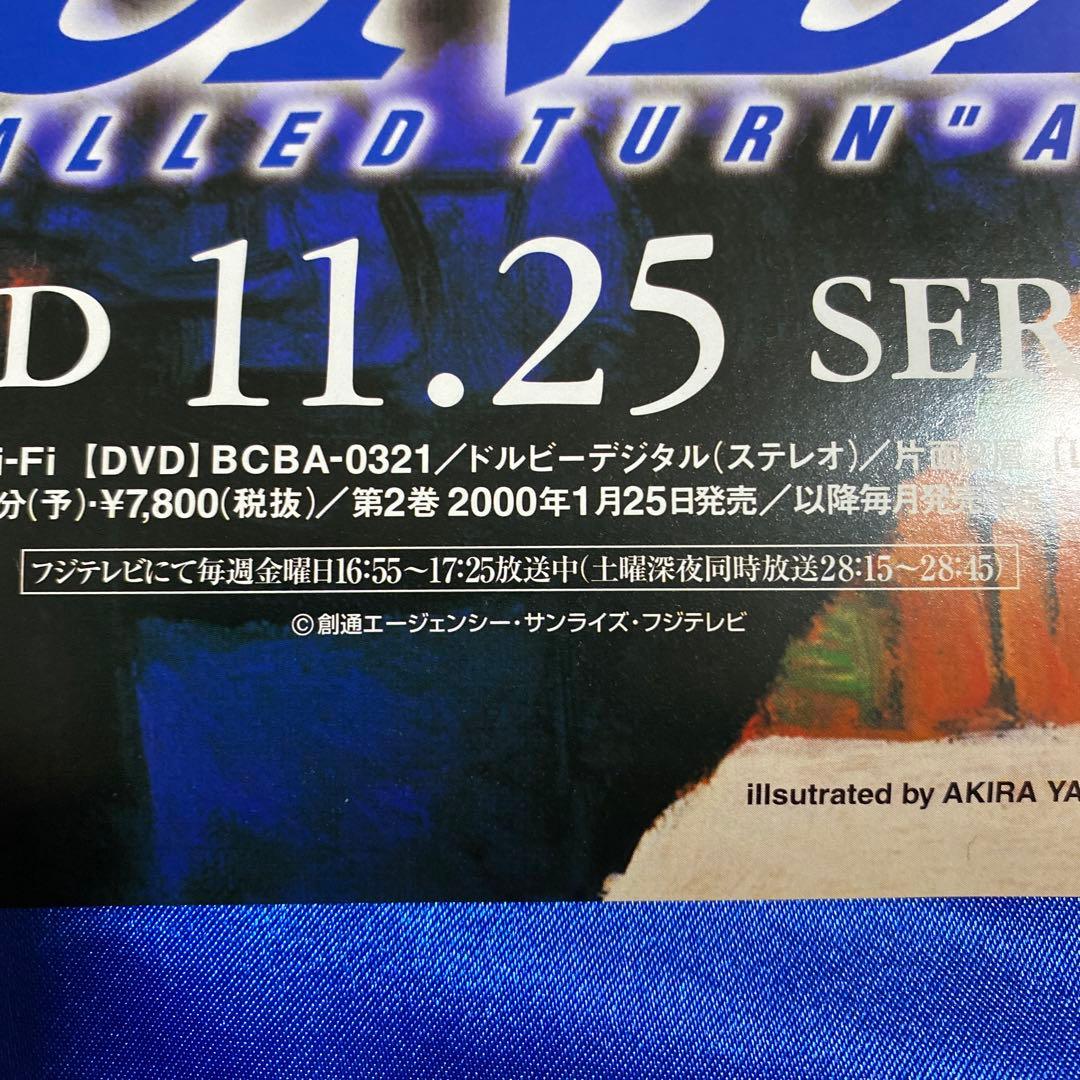 ALLED TURN "A
D 11.25 SER
i-Fi 【DVD】BCBA-0321／ドルビーデジタル（ステレオ）／片面2層 【L
分(予)・¥7,800(税抜)／第2巻 2000年1月25日発売／以降毎月発売
フジテレビにて毎週金曜日16:55～17:25放送中（土曜深夜同時放送28:15～28:45）
©創通エージェンシー・サンライズ・フジテレビ
illsutrated by AKIRA YA